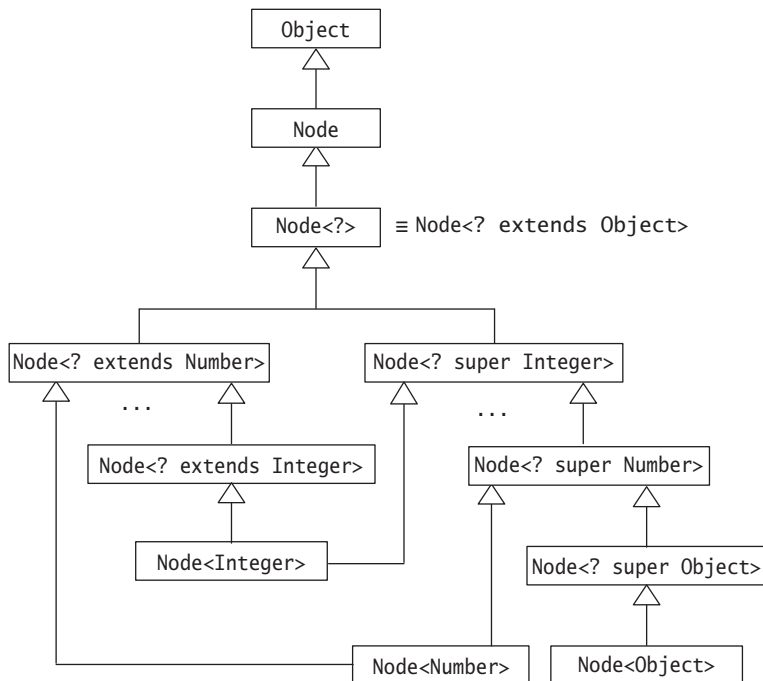 Object
Node
Node<?>
≡ Node<? extends Object>
Node<? extends Number>
Node<? super Integer>
...
...
Node<? extends Integer>
Node<? super Number>
Node<Integer>
Node<? super Object>
Node<Number>
Node<Object>